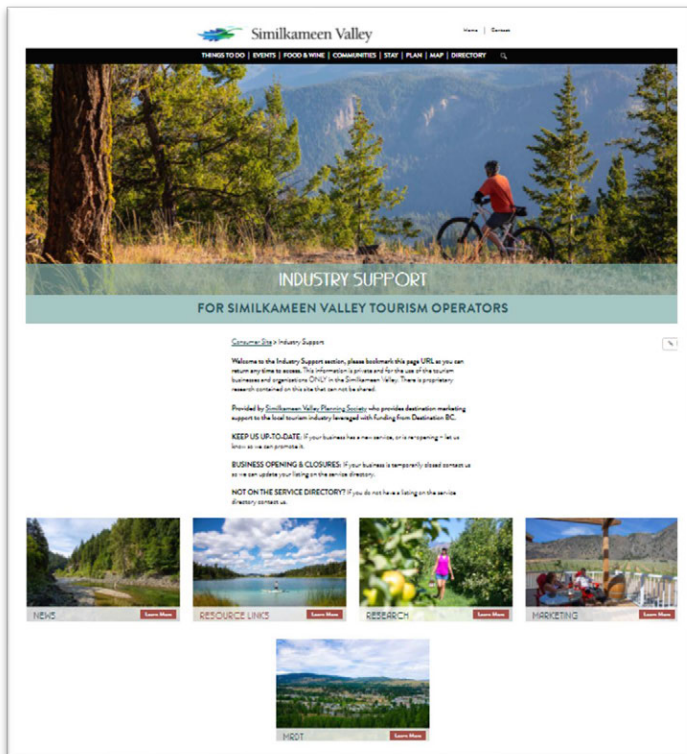 Similkameen Valley
Home | Contact
THINGS TO DO | EVENTS | FOOD & WINE | COMMUNITIES | STAY | PLAN | MAP | DIRECTORY
INDUSTRY SUPPORT
FOR SIMILKAMEEN VALLEY TOURISM OPERATORS
Consumer Site > Industry Support
Welcome to the Industry Support section, please bookmark this page URL so you can
return any time to access. This information is private and for the use of the tourism
businesses and organizations ONLY in the Similkameen Valley. There is proprietary
research contained on this site that can not be shared.
Provided by Similkameen Valley Planning Society who provides destination marketing
support to the local tourism industry leveraged with funding from Destination BC.
KEEP US UP-TO-DATE: If your business has a new service, or is re-opening – let us
know so we can promote it.
BUSINESS OPENING & CLOSURES: If your business is temporarily closed contact us
so we can update your listing on the service directory.
NOT ON THE SERVICE DIRECTORY? If you do not have a listing on the service
directory contact us.
NEWS Learn More
RESOURCE LINKS Learn More
RESEARCH Learn More
MARKETING Learn More
MRDT Learn More